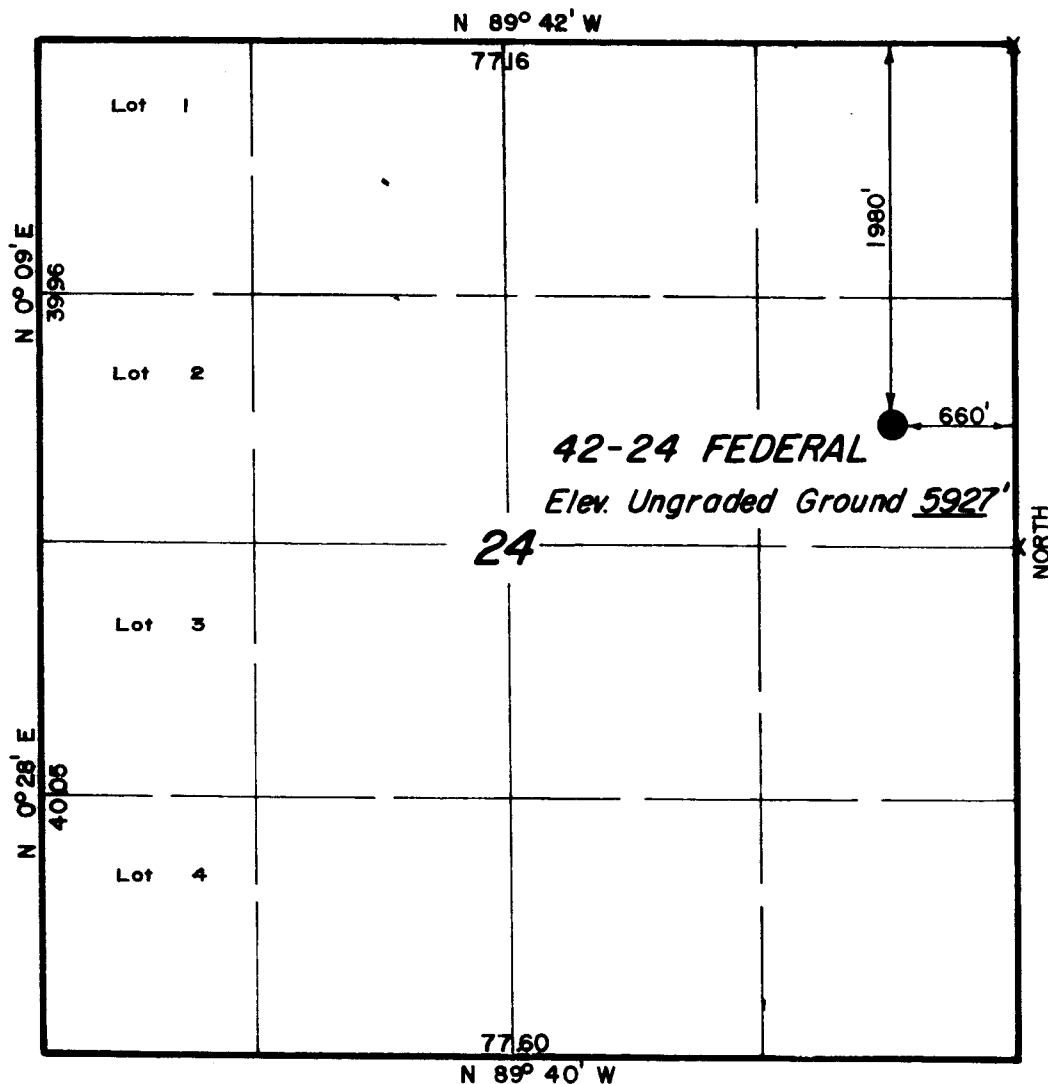 N 89° 42' W
77.16
Lot 1
1980'
N 0° 09' E
39.96
Lot 2
660'
42-24 FEDERAL
Elev. Ungraded Ground 5927'
24
NORTH
Lot 3
N 0° 28' E
40.05
Lot 4
77.60
N 89° 40' W